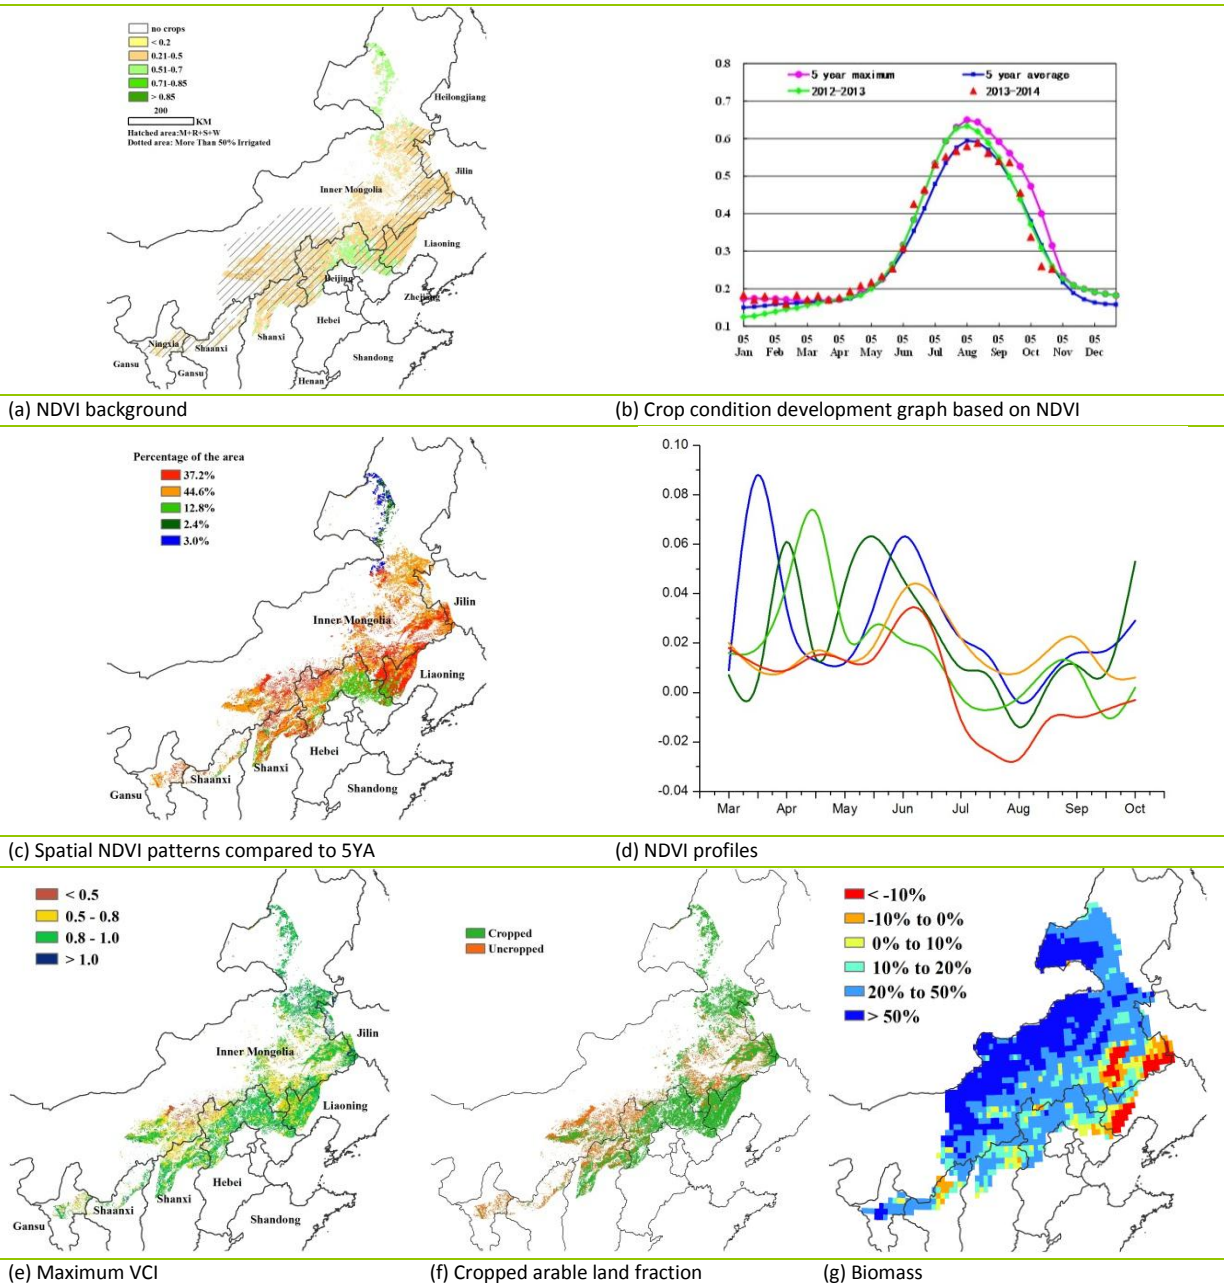 no crops
< 0.2
0.21-0.5
0.51-0.7
0.71-0.85
> 0.85
200
KM
Hatched area:M+R+S+W
Dotted area: More Than 50% Irrigated
Heilongjiang
Jilin
Inner Mongolia
Liaoning
Beijing
Zhejiang
Hebei
Ningxia
Shaanxi
Shanxi
Gansu
Gansu
Shandong
Henan
0.8
0.7
0.6
0.5
0.4
0.3
0.2
0.1
5 year maximum
5 year average
2012-2013
2013-2014
05 05 05 05 05 05 05 05 05 05 05 05
Jan Feb Mar Apr May Jun Jul Aug Sep Oct Nov Dec
(a) NDVI background
(b) Crop condition development graph based on NDVI
Percentage of the area
37.2%
44.6%
12.8%
2.4%
3.0%
Jilin
Inner Mongolia
Liaoning
Hebei
Shanxi
Shaanxi
Gansu
Shandong
0.10
0.08
0.06
0.04
0.02
0.00
-0.02
-0.04
Mar Apr May Jun Jul Aug Sep Oct
(c) Spatial NDVI patterns compared to 5YA
(d) NDVI profiles
< 0.5
0.5 - 0.8
0.8 - 1.0
> 1.0
Jilin
Inner Mongolia
Liaoning
Hebei
Shanxi
Shaanxi
Gansu
Shandong
Cropped
Uncropped
< -10%
-10% to 0%
0% to 10%
10% to 20%
20% to 50%
> 50%
(e) Maximum VCI
(f) Cropped arable land fraction
(g) Biomass